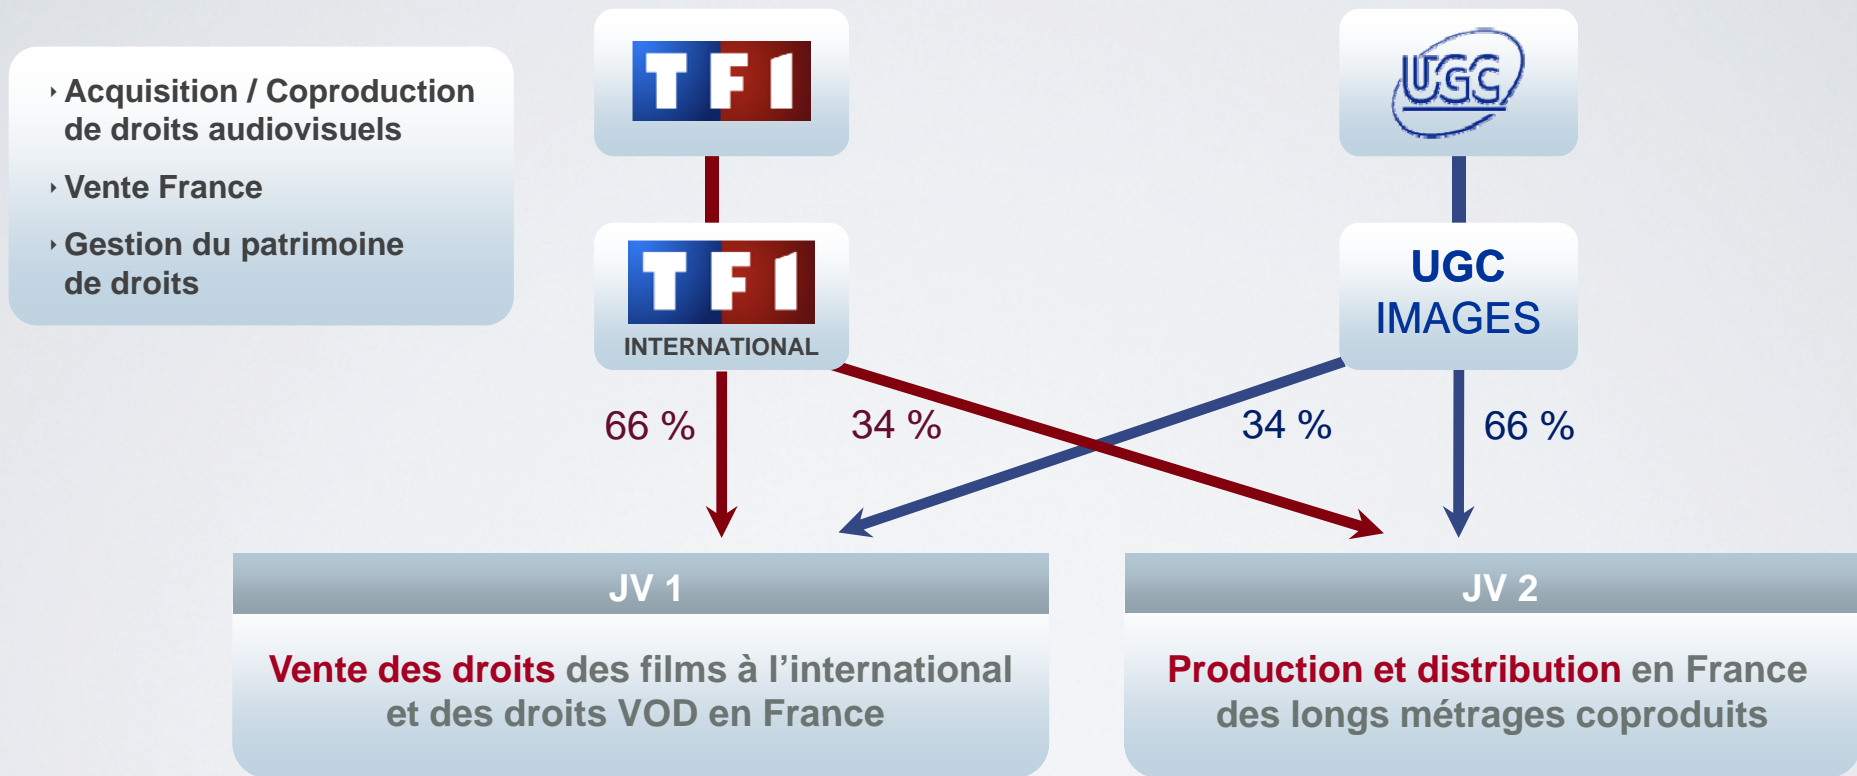 Acquisition / Coproduction
de droits audiovisuels
Vente France
Gestion du patrimoine
de droits
TF1
UGC
TF1
INTERNATIONAL
UGC
IMAGES
66 %
34 %
34 %
66 %
JV 1
Vente des droits des films à l’international
et des droits VOD en France
JV 2
Production et distribution en France
des longs métrages coproduits